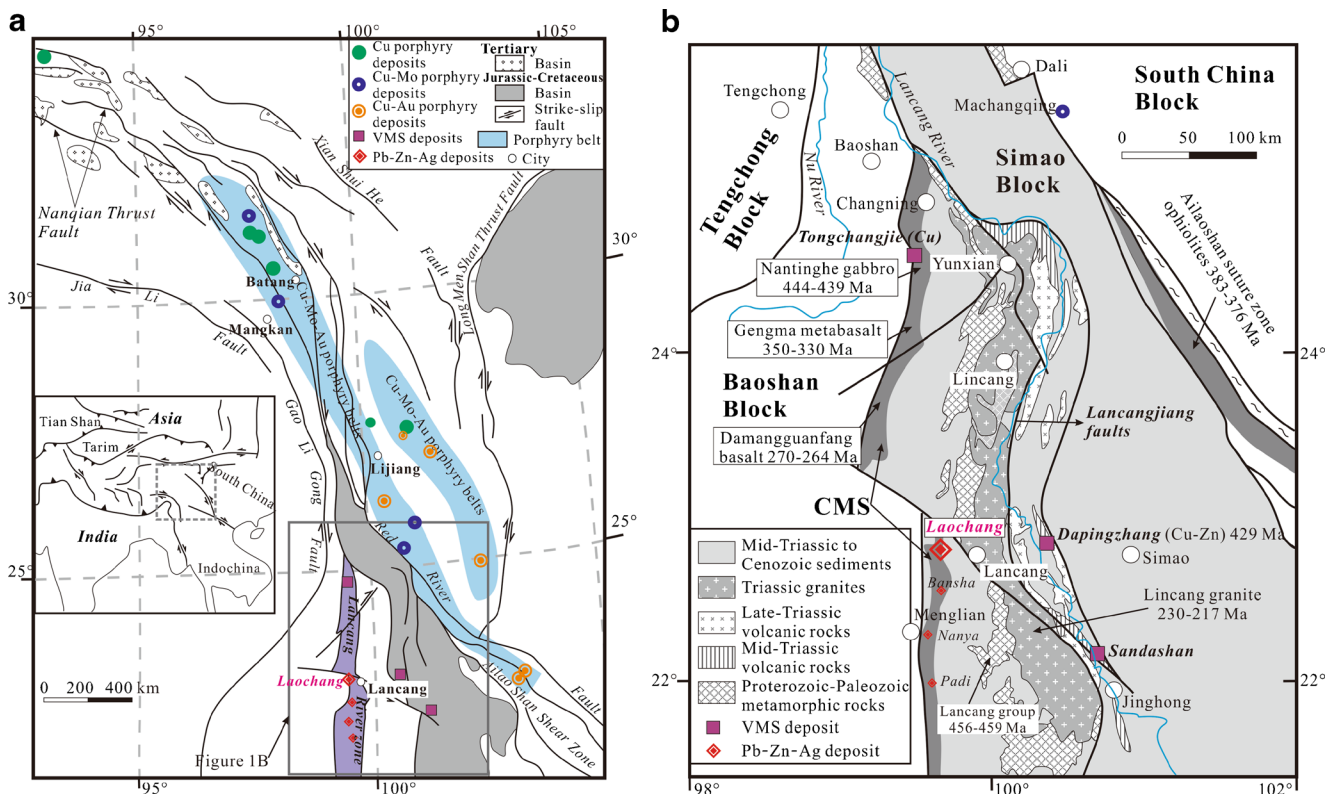 a
95°
100°
105°
Cu porphyry
deposits
Cu-Mo porphyry
deposits
Cu-Au porphyry
deposits
VMS deposits
Pb-Zn-Ag deposits
Tertiary
Basin
Jurassic-Cretaceous
Basin
Strike-slip
fault
Porphyry belt
City
Nanqian Thrust
Fault
Xian Shui He
Fault
Long Men Shan Thrust Fault
30°
30°
Jia Li
Fault
Batang
Mangkan
Cu-Mo-Au porphyry belts
Cu-Mo-Au porphyry belts
Gao Li Gong
Fault
Lijiang
Red River
Fault
25°
25°
Asia
Tian Shan
Tarim
South China
India
Indochina
0 200 400 km
Lancang
River zone
Laochang
Lancang
Ailao Shan Shear Zone
Figure 1B
95°
100°
b
Dali
Tengchong
Machangqing
South China
Block
0 50 100 km
Lancang River
Baoshan
Simao
Block
Tengchong
Block
Nu River
Changning
Tongchangjie (Cu)
Yunxian
Nantinghe gabbro
444-439 Ma
Gengma metabasalt
350-330 Ma
Ailaoshan suture zone
ophiolites 383-376 Ma
24°
24°
Baoshan
Block
Lincang
Lancangjiang
faults
Damangguanfang
basalt 270-264 Ma
CMS
Laochang
Dapingzhang (Cu-Zn) 429 Ma
Simao
Lancang
Bansha
Menglian
Nanya
Lincang granite
230-217 Ma
Sandashan
Padi
22°
22°
Jinghong
Lancang group
456-459 Ma
Mid-Triassic to
Cenozoic sediments
Triassic granites
Late-Triassic
volcanic rocks
Mid-Triassic
volcanic rocks
Proterozoic-Paleozoic
metamorphic rocks
VMS deposit
Pb-Zn-Ag deposit
98°
100°
102°